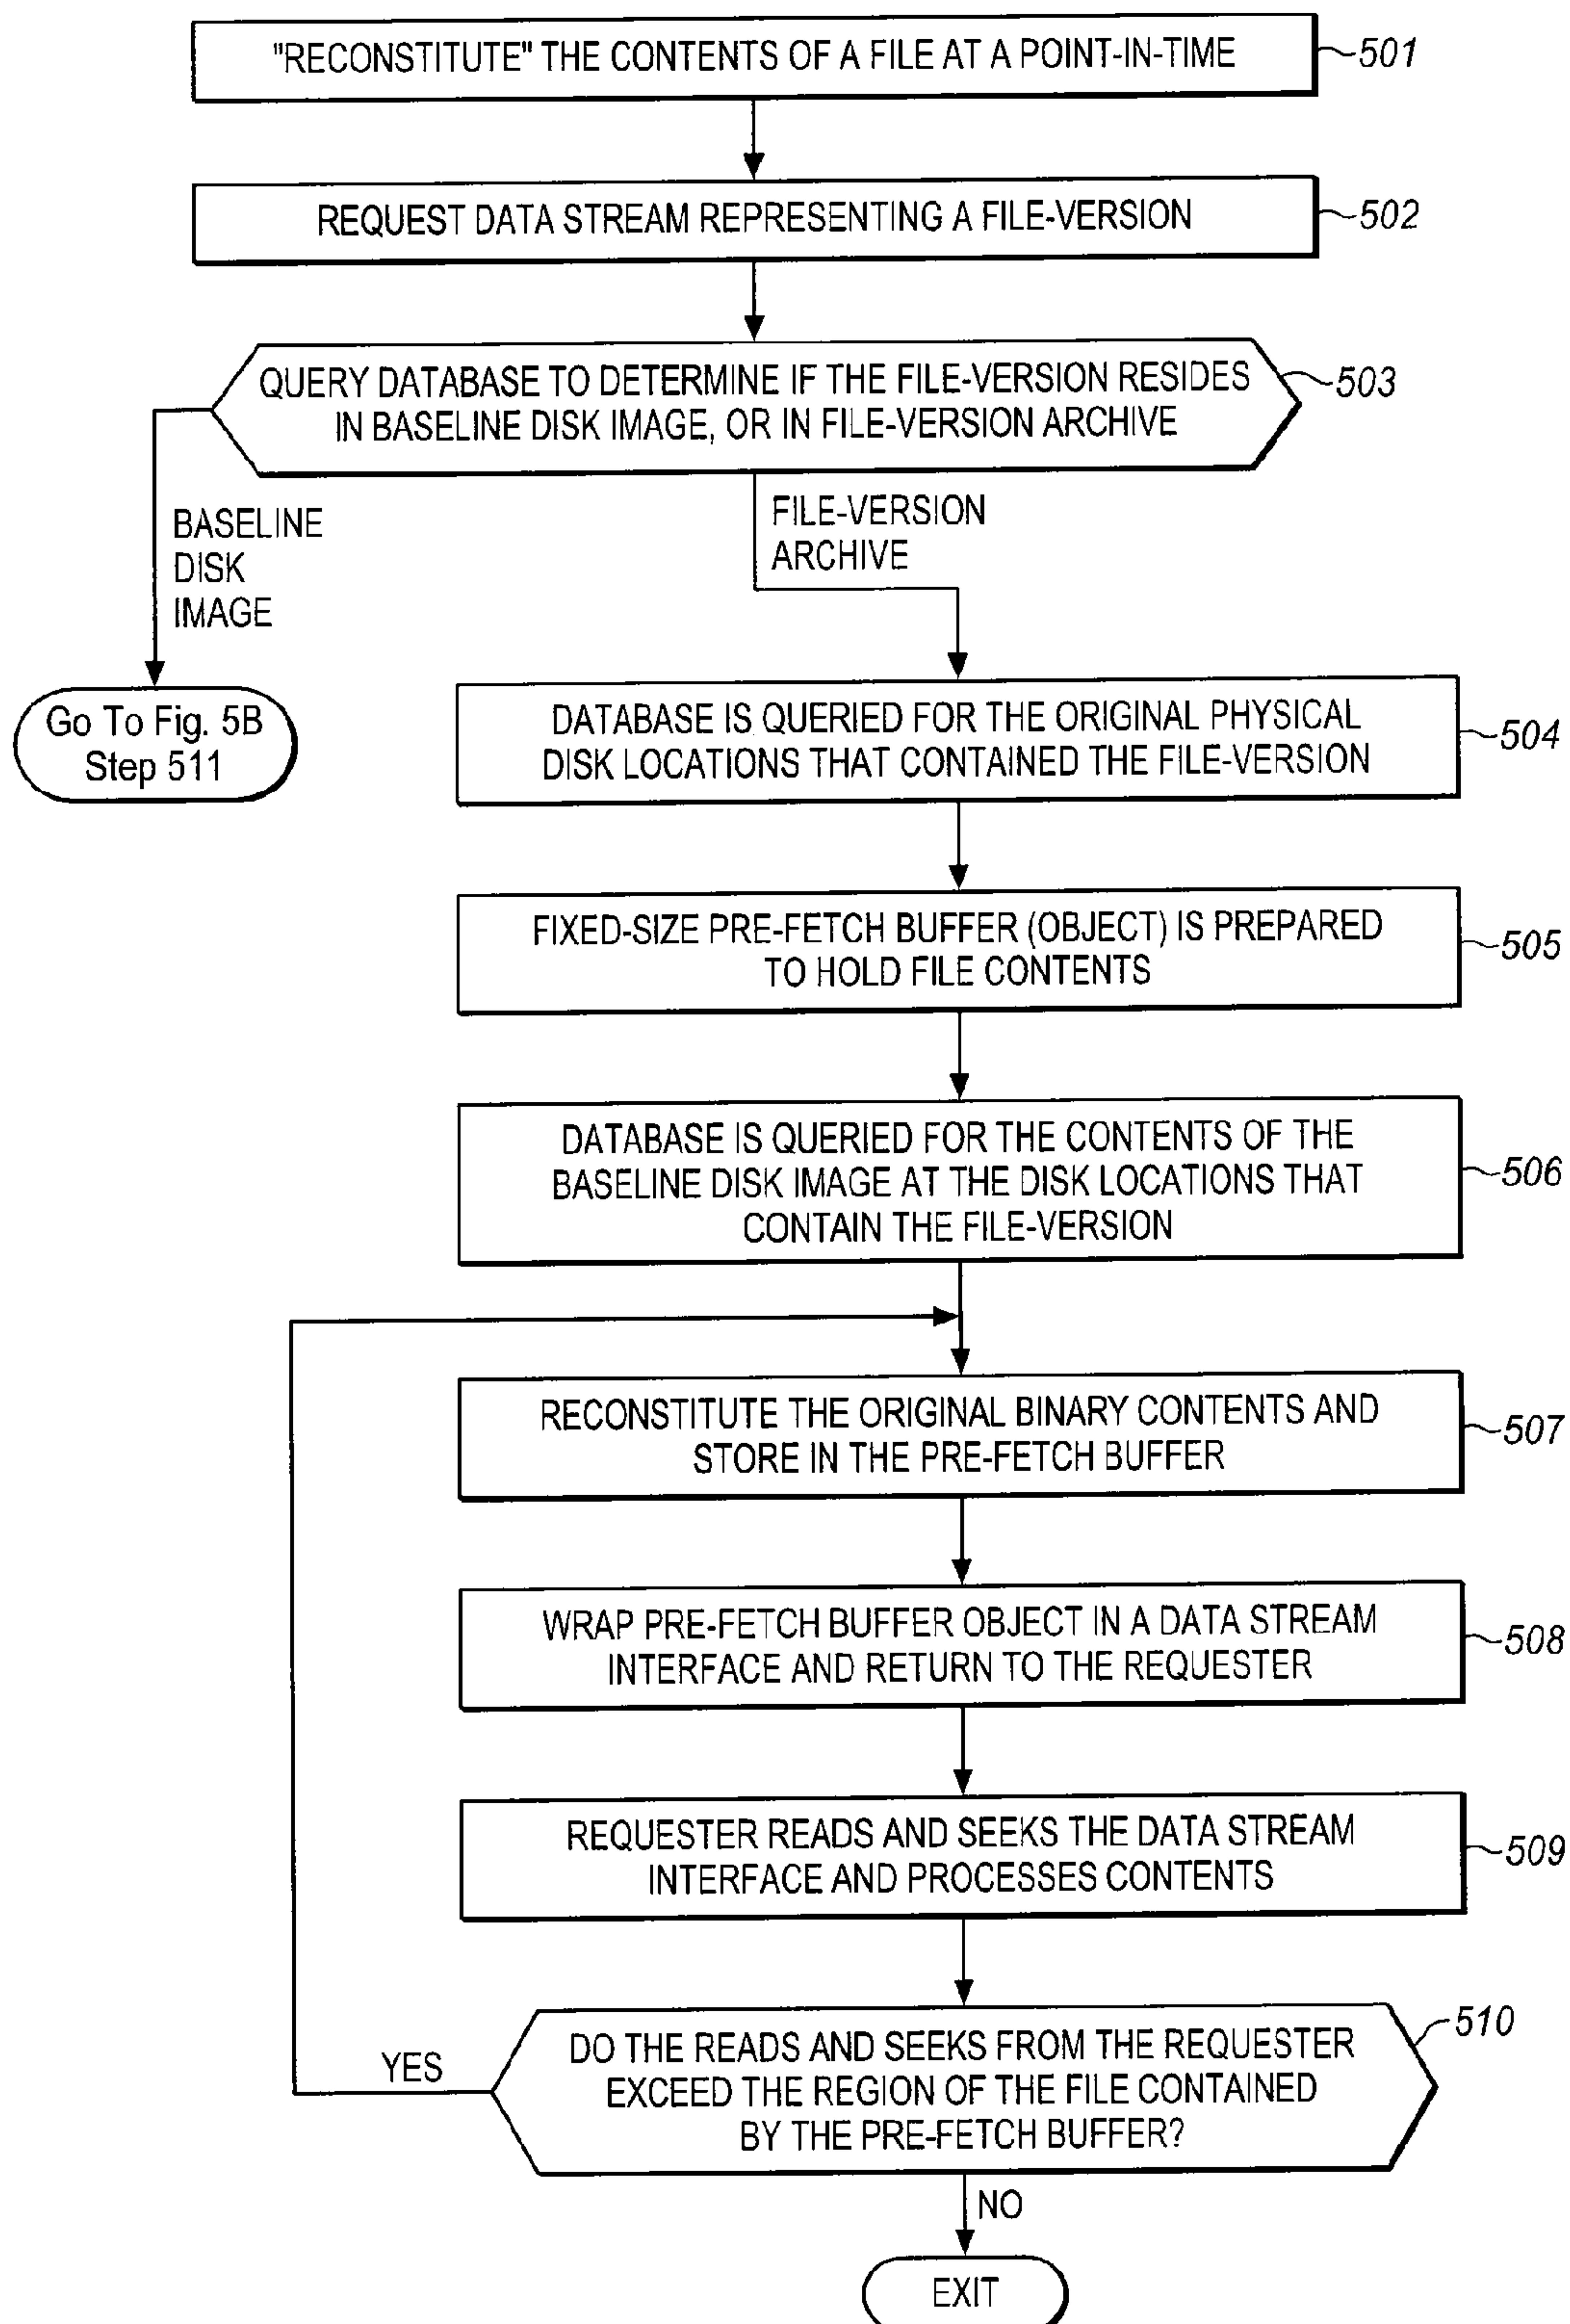 "RECONSTITUTE" THE CONTENTS OF A FILE AT A POINT-IN-TIME
501
REQUEST DATA STREAM REPRESENTING A FILE-VERSION
502
QUERY DATABASE TO DETERMINE IF THE FILE-VERSION RESIDES
IN BASELINE DISK IMAGE, OR IN FILE-VERSION ARCHIVE
503
BASELINE
DISK
IMAGE
FILE-VERSION
ARCHIVE
Go To Fig. 5B
Step 511
DATABASE IS QUERIED FOR THE ORIGINAL PHYSICAL
DISK LOCATIONS THAT CONTAINED THE FILE-VERSION
504
FIXED-SIZE PRE-FETCH BUFFER (OBJECT) IS PREPARED
TO HOLD FILE CONTENTS
505
DATABASE IS QUERIED FOR THE CONTENTS OF THE
BASELINE DISK IMAGE AT THE DISK LOCATIONS THAT
CONTAIN THE FILE-VERSION
506
RECONSTITUTE THE ORIGINAL BINARY CONTENTS AND
STORE IN THE PRE-FETCH BUFFER
507
WRAP PRE-FETCH BUFFER OBJECT IN A DATA STREAM
INTERFACE AND RETURN TO THE REQUESTER
508
REQUESTER READS AND SEEKS THE DATA STREAM
INTERFACE AND PROCESSES CONTENTS
509
DO THE READS AND SEEKS FROM THE REQUESTER
EXCEED THE REGION OF THE FILE CONTAINED
BY THE PRE-FETCH BUFFER?
510
YES
NO
EXIT